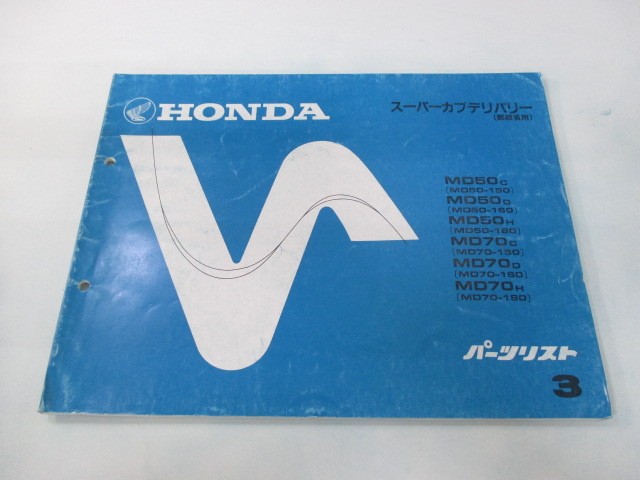 HONDA
スーパーカブデリバリー
(郵政省用)
MD50C
(MD50-150)
MD50D
(MD50-160)
MD50H
(MD50-180)
MD70C
(MD70-150)
MD70D
(MD70-160)
MD70H
(MD70-180)
パーツリスト
3